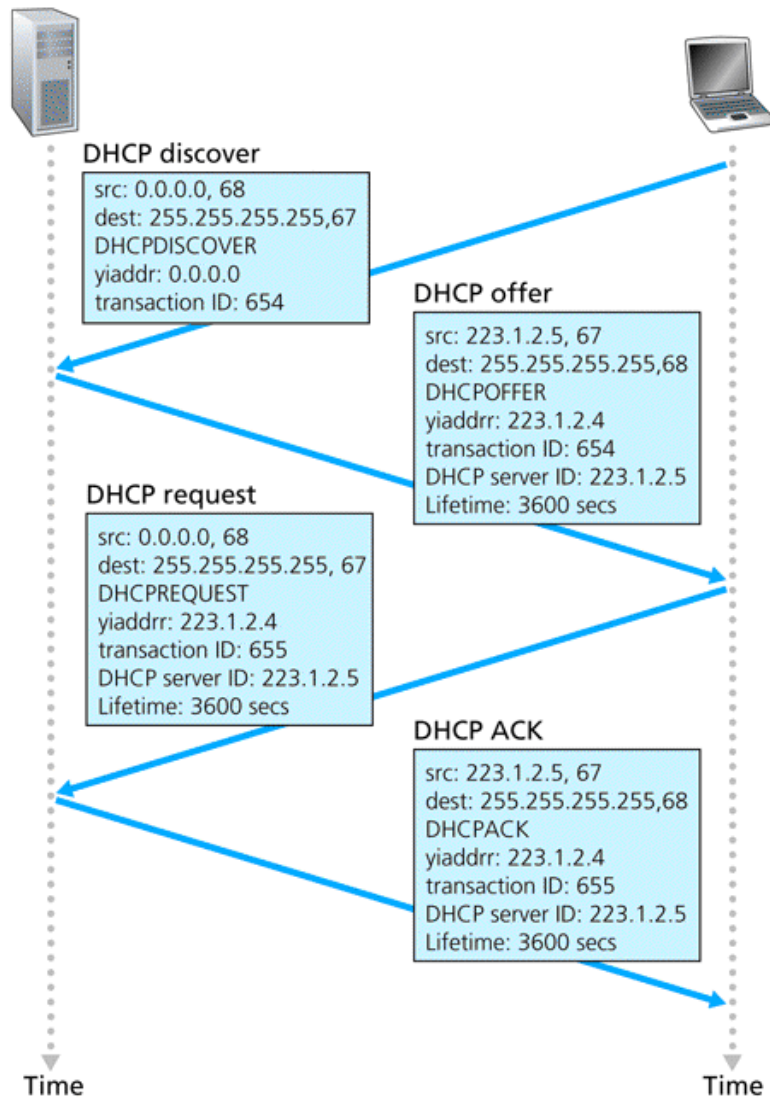 DHCP discover
src: 0.0.0.0, 68
dest: 255.255.255.255,67
DHCPDISCOVER
yiaddr: 0.0.0.0
transaction ID: 654
DHCP offer
src: 223.1.2.5, 67
dest: 255.255.255.255,68
DHCPOFFER
yiaddrr: 223.1.2.4
transaction ID: 654
DHCP server ID: 223.1.2.5
Lifetime: 3600 secs
DHCP request
src: 0.0.0.0, 68
dest: 255.255.255.255, 67
DHCPREQUEST
yiaddrr: 223.1.2.4
transaction ID: 655
DHCP server ID: 223.1.2.5
Lifetime: 3600 secs
DHCP ACK
src: 223.1.2.5, 67
dest: 255.255.255.255,68
DHCPACK
yiaddrr: 223.1.2.4
transaction ID: 655
DHCP server ID: 223.1.2.5
Lifetime: 3600 secs
Time
Time